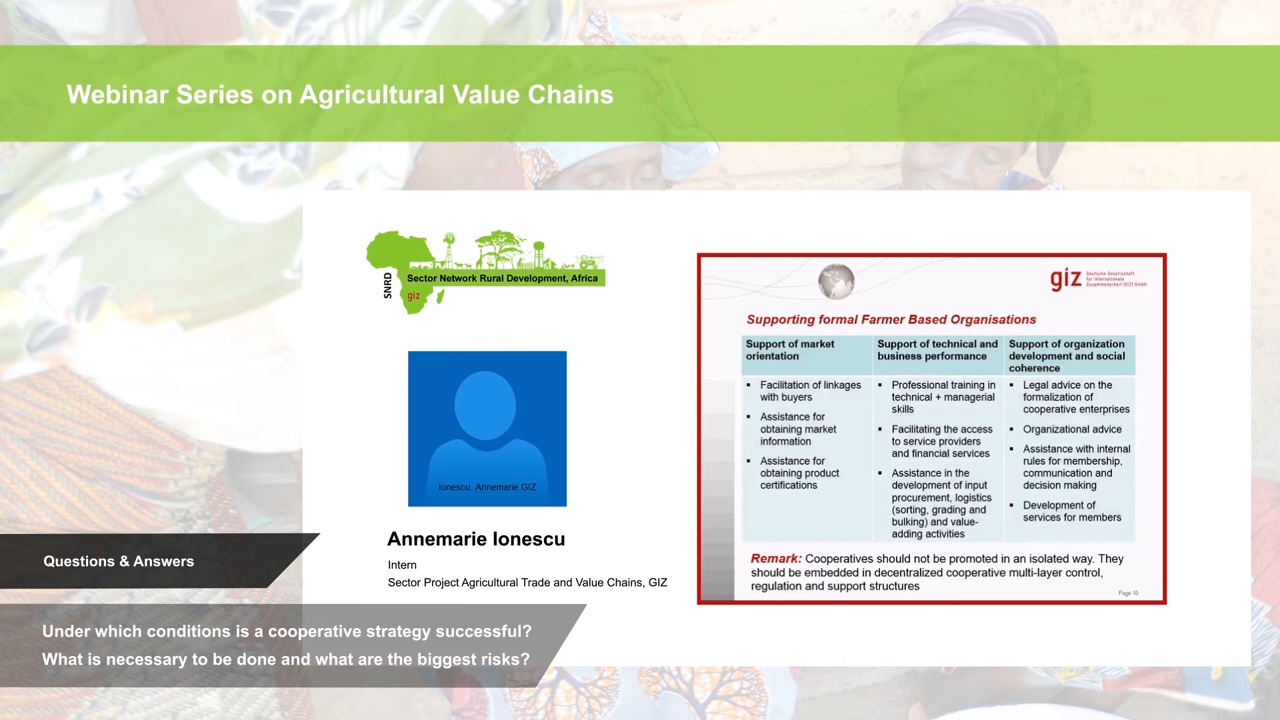 Webinar Series on Agricultural Value Chains
SNRD
Sector Network Rural Development, Africa
giz
Ionescu, Annemarie GIZ
Annemarie Ionescu
Intern
Sector Project Agricultural Trade and Value Chains, GIZ
Questions & Answers
Under which conditions is a cooperative strategy successful?
What is necessary to be done and what are the biggest risks?
giz
Deutsche Gesellschaft
für Internationale
Zusammenarbeit (GIZ) GmbH
Supporting formal Farmer Based Organisations
Support of market
orientation
▪ Facilitation of linkages
with buyers
▪ Assistance for
obtaining market
information
▪ Assistance for
obtaining product
certifications
Support of technical and
business performance
▪ Professional training in
technical + managerial
skills
▪ Facilitating the access
to service providers
and financial services
▪ Assistance in the
development of input
procurement, logistics
(sorting, grading and
bulking) and value-
adding activities
Support of organization
development and social
coherence
▪ Legal advice on the
formalization of
cooperative enterprises
▪ Organizational advice
▪ Assistance with internal
rules for membership,
communication and
decision making
▪ Development of
services for members
Remark: Cooperatives should not be promoted in an isolated way. They
should be embedded in decentralized cooperative multi-layer control,
regulation and support structures
Page 10